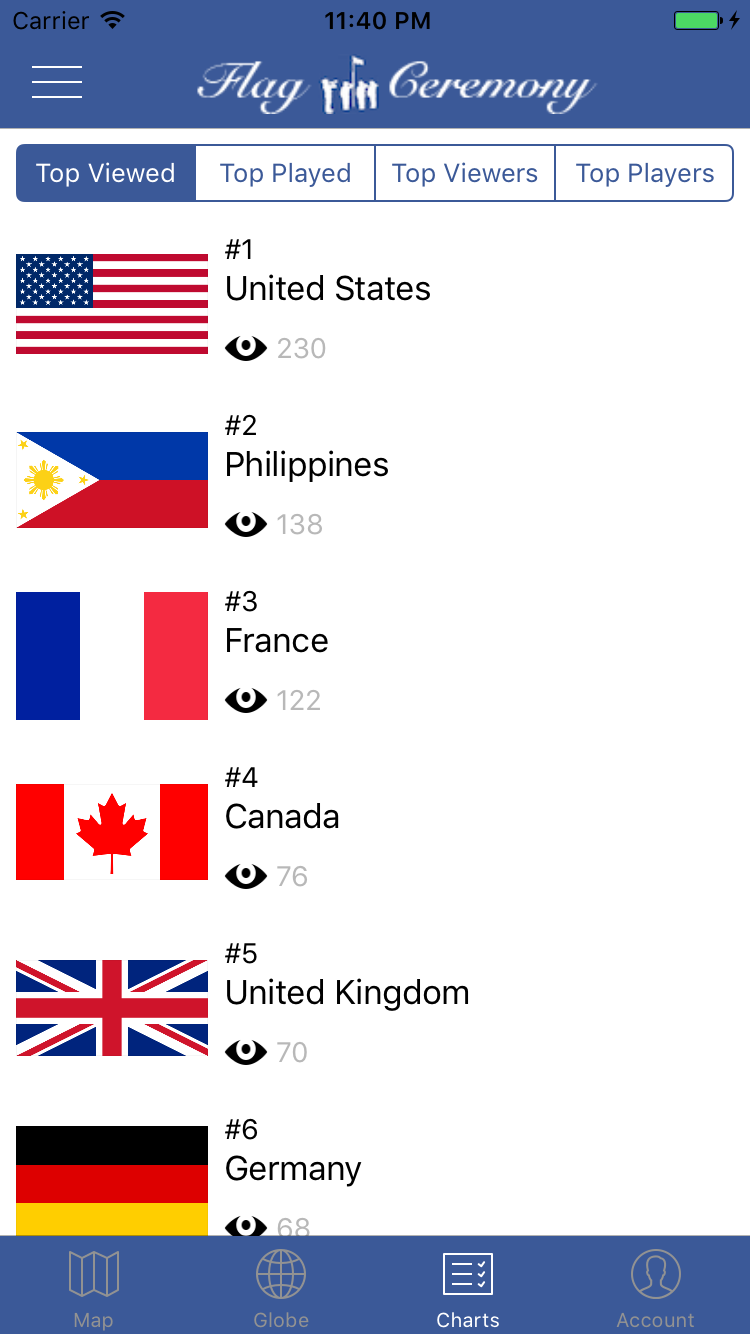 Carrier 11:40 PM
Flag Ceremony
Top Viewed Top Played Top Viewers Top Players
#1
United States
230
#2
Philippines
138
#3
France
122
#4
Canada
76
#5
United Kingdom
70
#6
Germany
68
Map Globe Charts Account